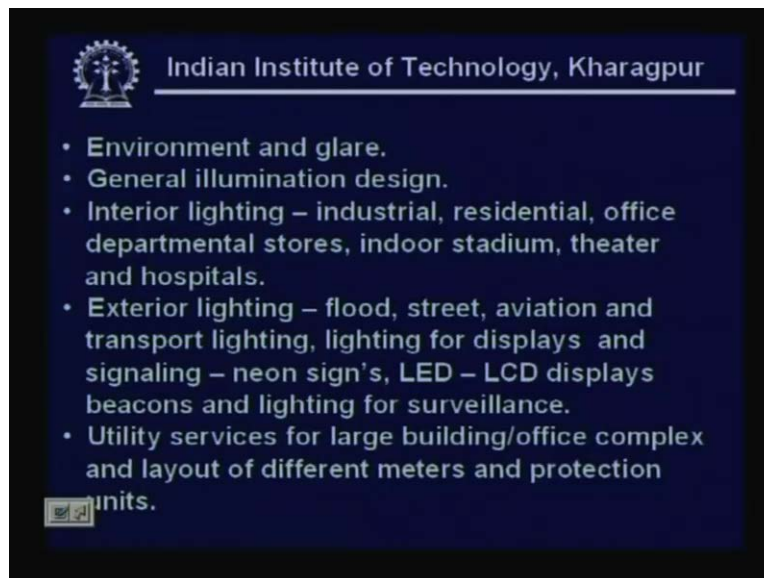 Indian Institute of Technology, Kharagpur
• Environment and glare.
• General illumination design.
• Interior lighting – industrial, residential, office
departmental stores, indoor stadium, theater
and hospitals.
• Exterior lighting – flood, street, aviation and
transport lighting, lighting for displays and
signaling – neon sign's, LED – LCD displays
beacons and lighting for surveillance.
• Utility services for large building/office complex
and layout of different meters and protection
units.